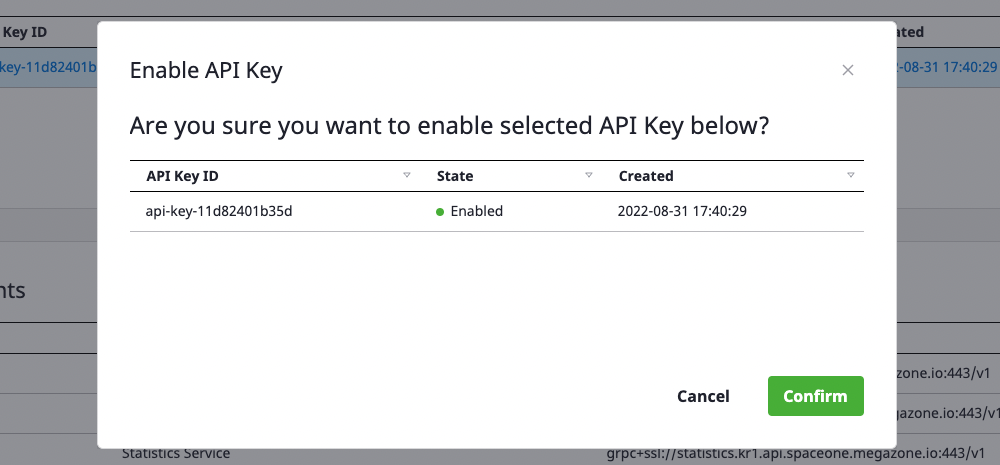 Key ID
ated
key-11d82401b
-08-31 17:40:29
Enable API Key
Are you sure you want to enable selected API Key below?
API Key ID State Created
api-key-11d82401b35d Enabled 2022-08-31 17:40:29
nts
zone.io:443/v1
Cancel Confirm
gazone.io:443/v1
Statistics Service grpc+ssl://statistics.kr1.api.spaceone.megazone.io:443/v1